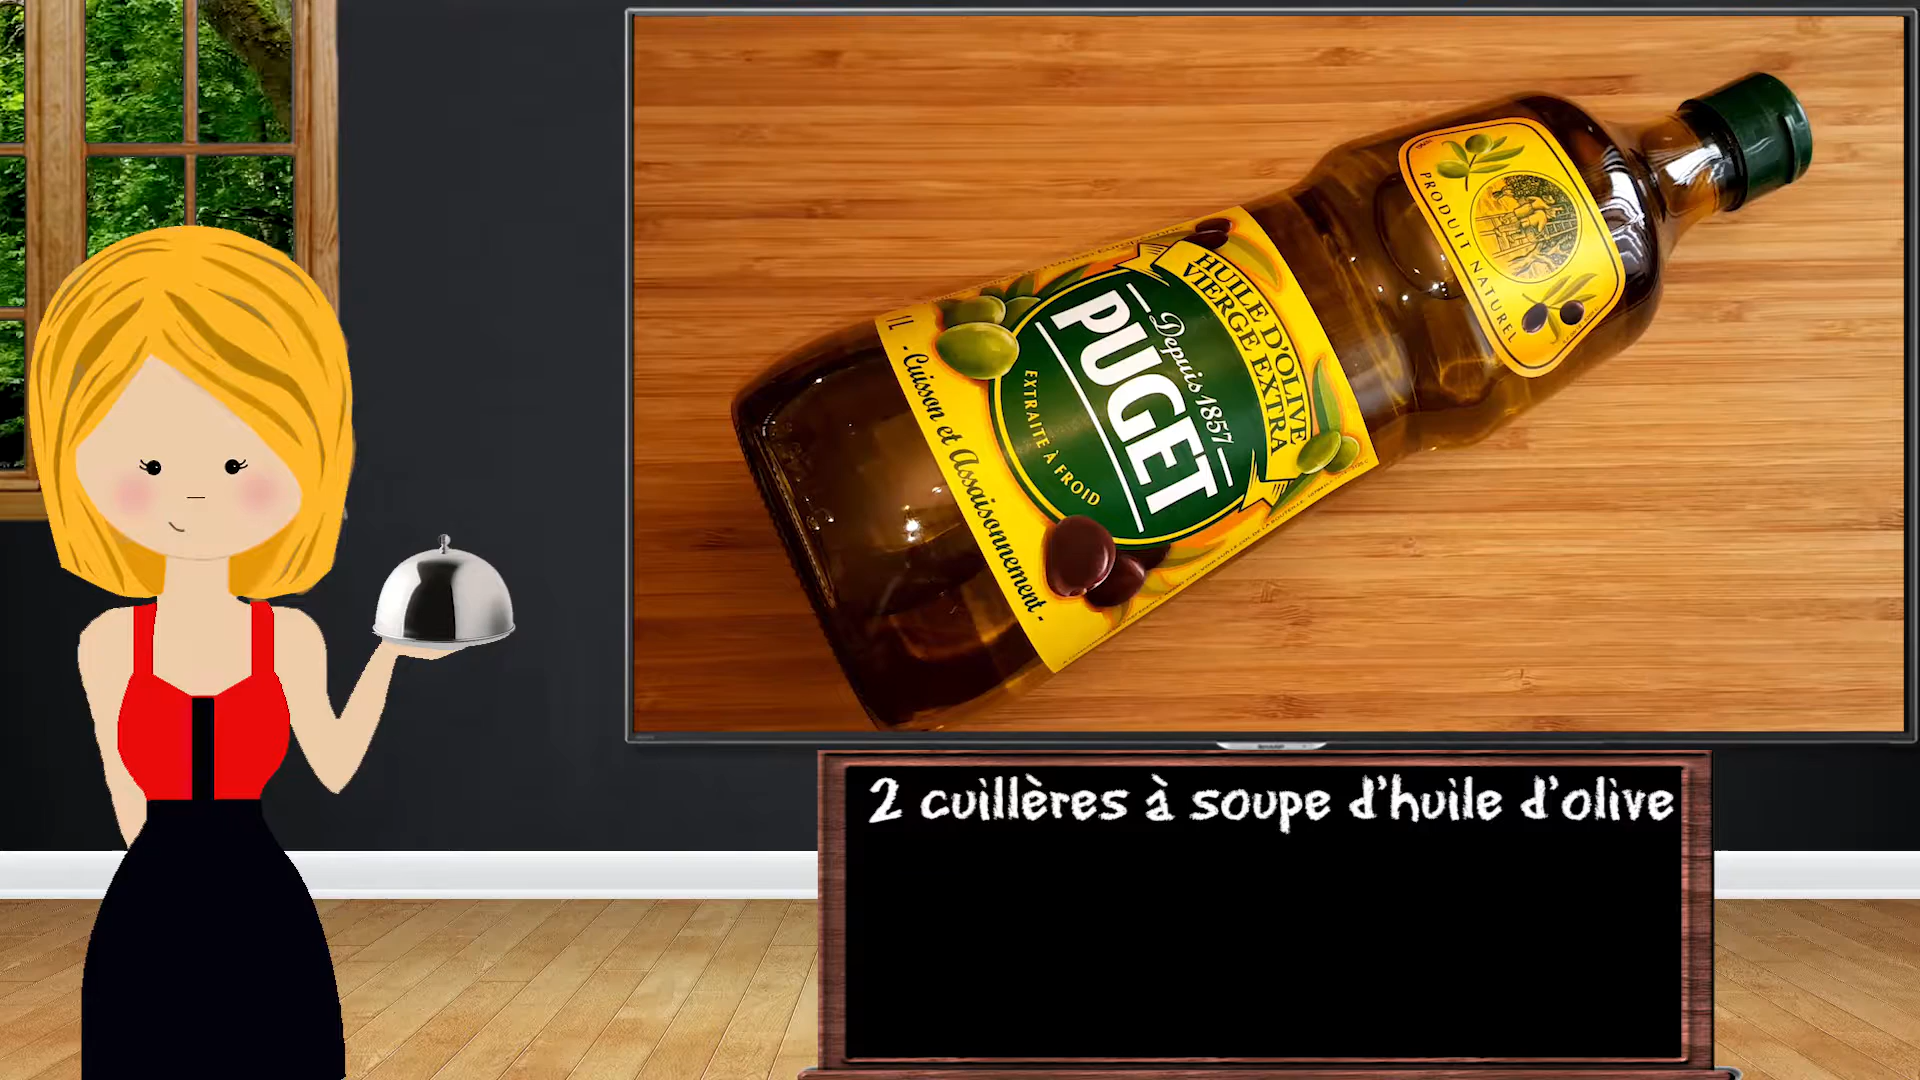 PRODUIT NATUREL
HUILE D'OLIVE
VIERGE EXTRA
Depuis 1857
PUGET
EXTRAITE À FROID
1L
- Cuisson et Assaisonnement -
2 cuillères à soupe d'huile d'olive